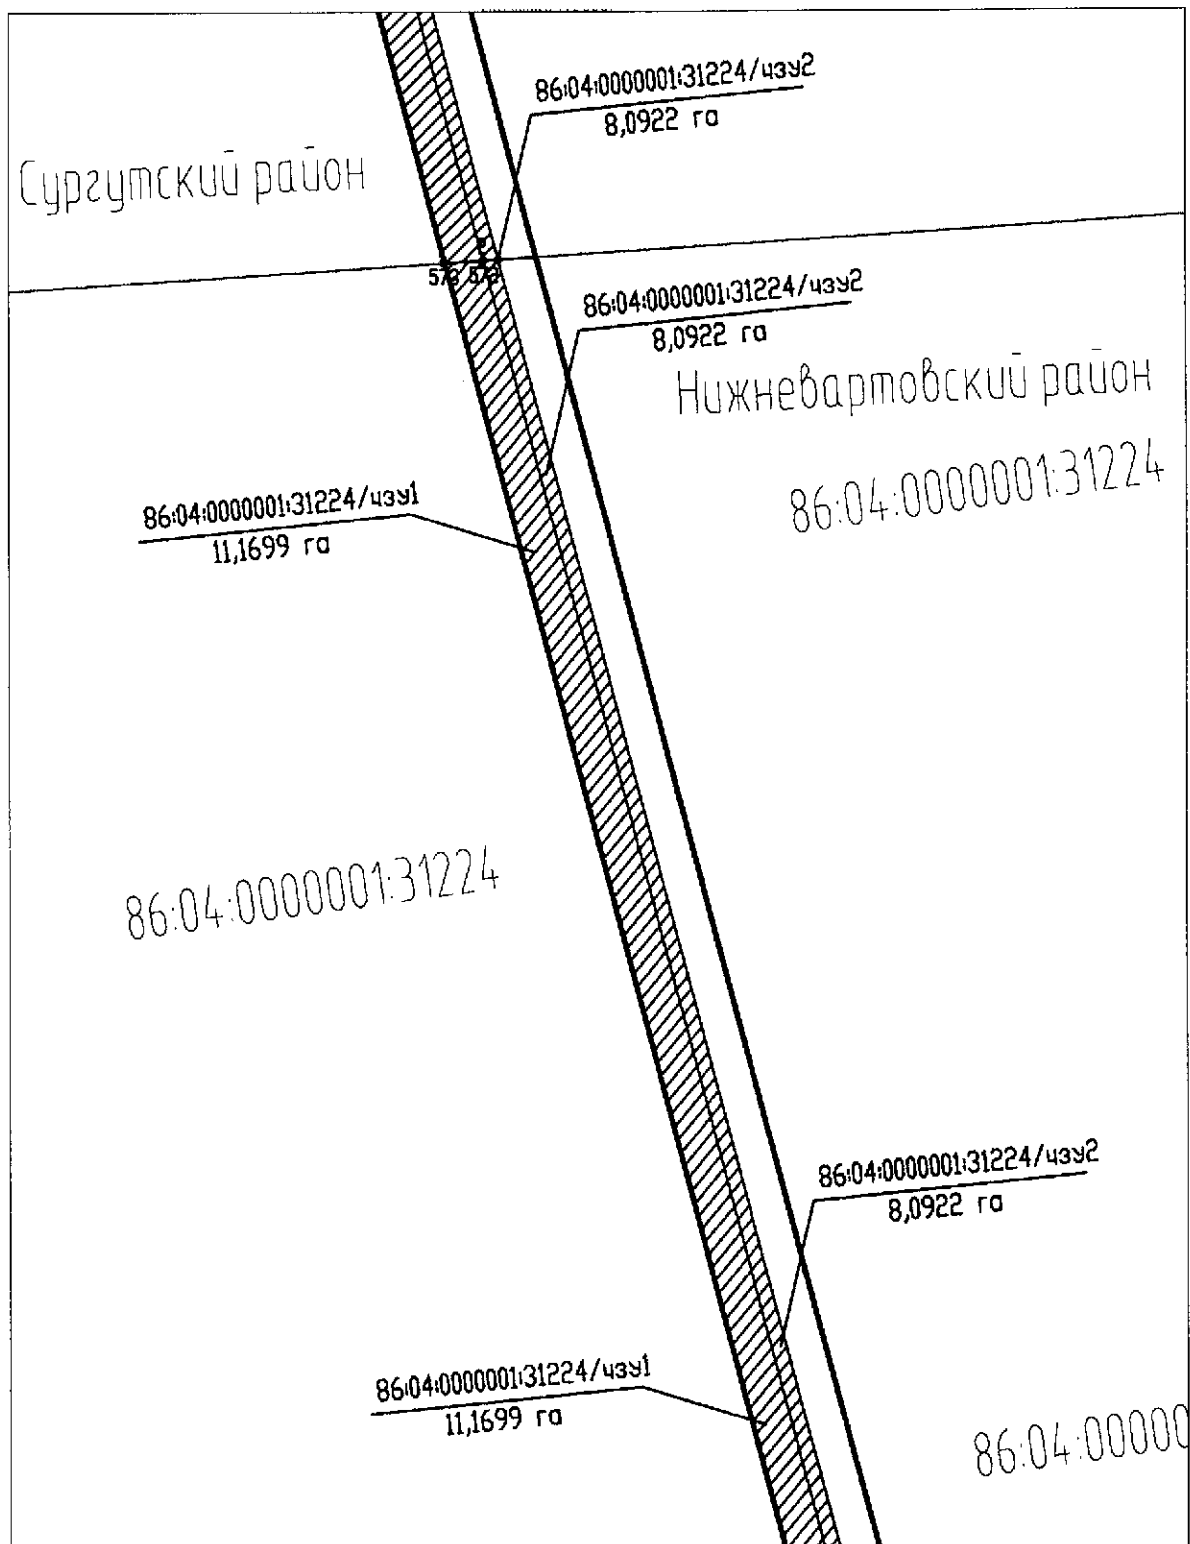 86:04:0000001:31224/чзу2
8,0922 га
Сургутский район
573 572
86:04:0000001:31224/чзу2
8,0922 га
Нижневартовский район
86:04:0000001:31224
86:04:0000001:31224/чзу1
11,1699 га
86:04:0000001:31224
86:04:0000001:31224/чзу2
8,0922 га
86:04:0000001:31224/чзу1
11,1699 га
86:04:00000